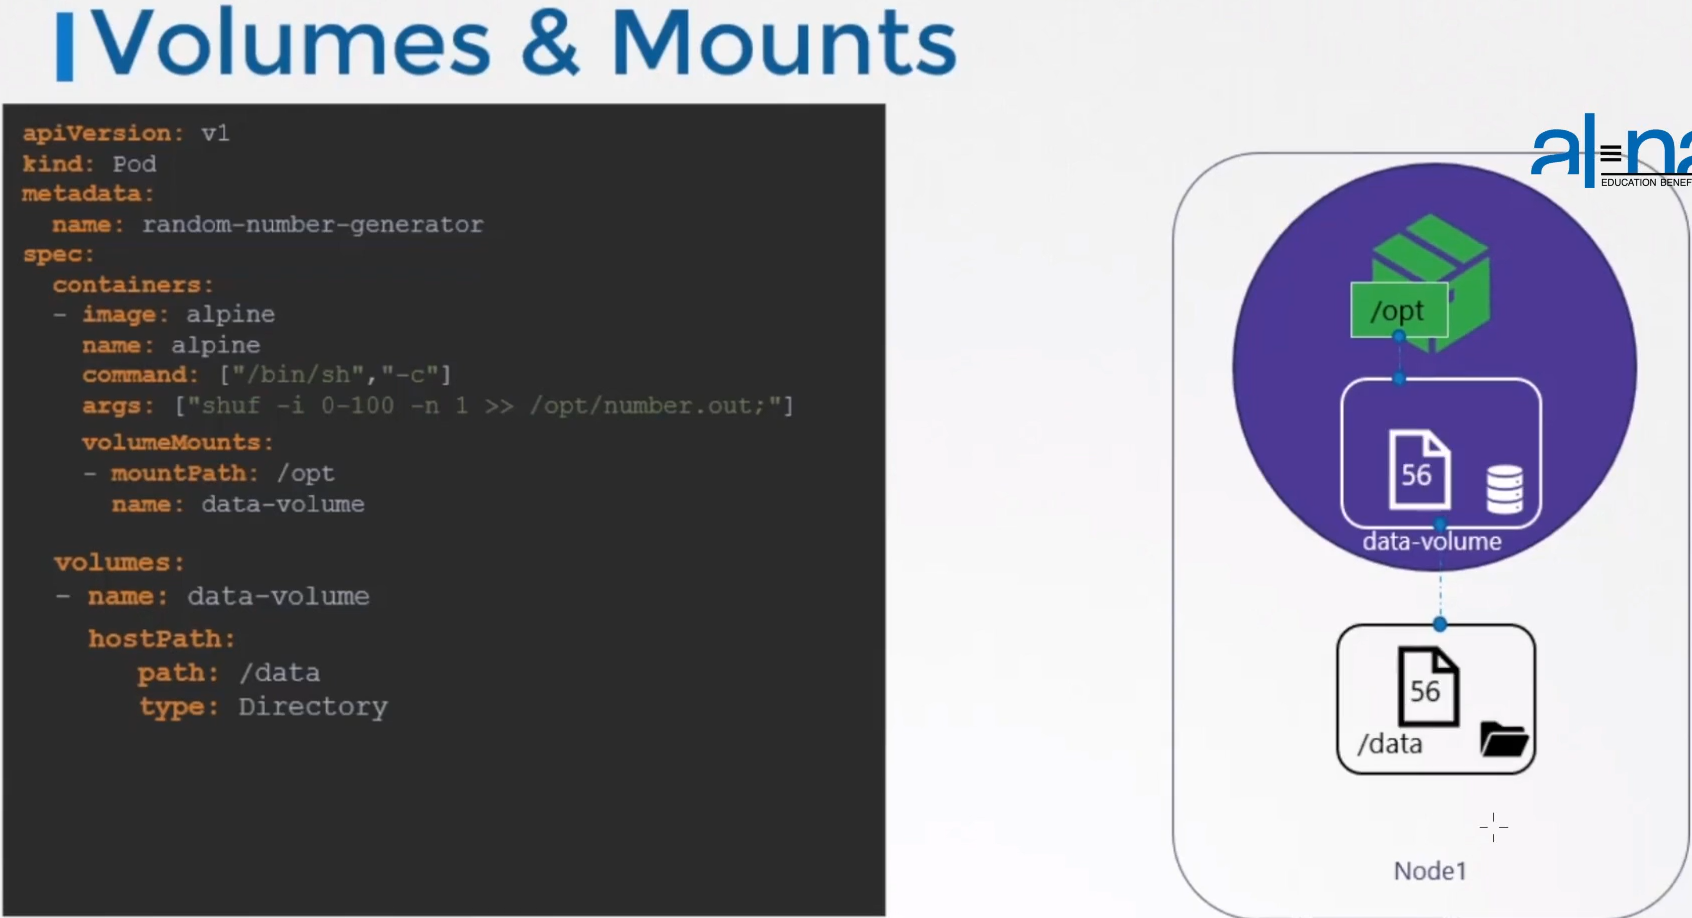 Volumes & Mounts
apiVersion: v1
kind: Pod
metadata:
  name: random-number-generator
spec:
  containers:
  - image: alpine
    name: alpine
    command: ["/bin/sh","-c"]
    args: ["shuf -i 0-100 -n 1 >> /opt/number.out;"]
    volumeMounts:
    - mountPath: /opt
      name: data-volume
  volumes:
  - name: data-volume
    hostPath:
      path: /data
      type: Directory
EDUCATION
/opt
56
data-volume
56
/data
Node1